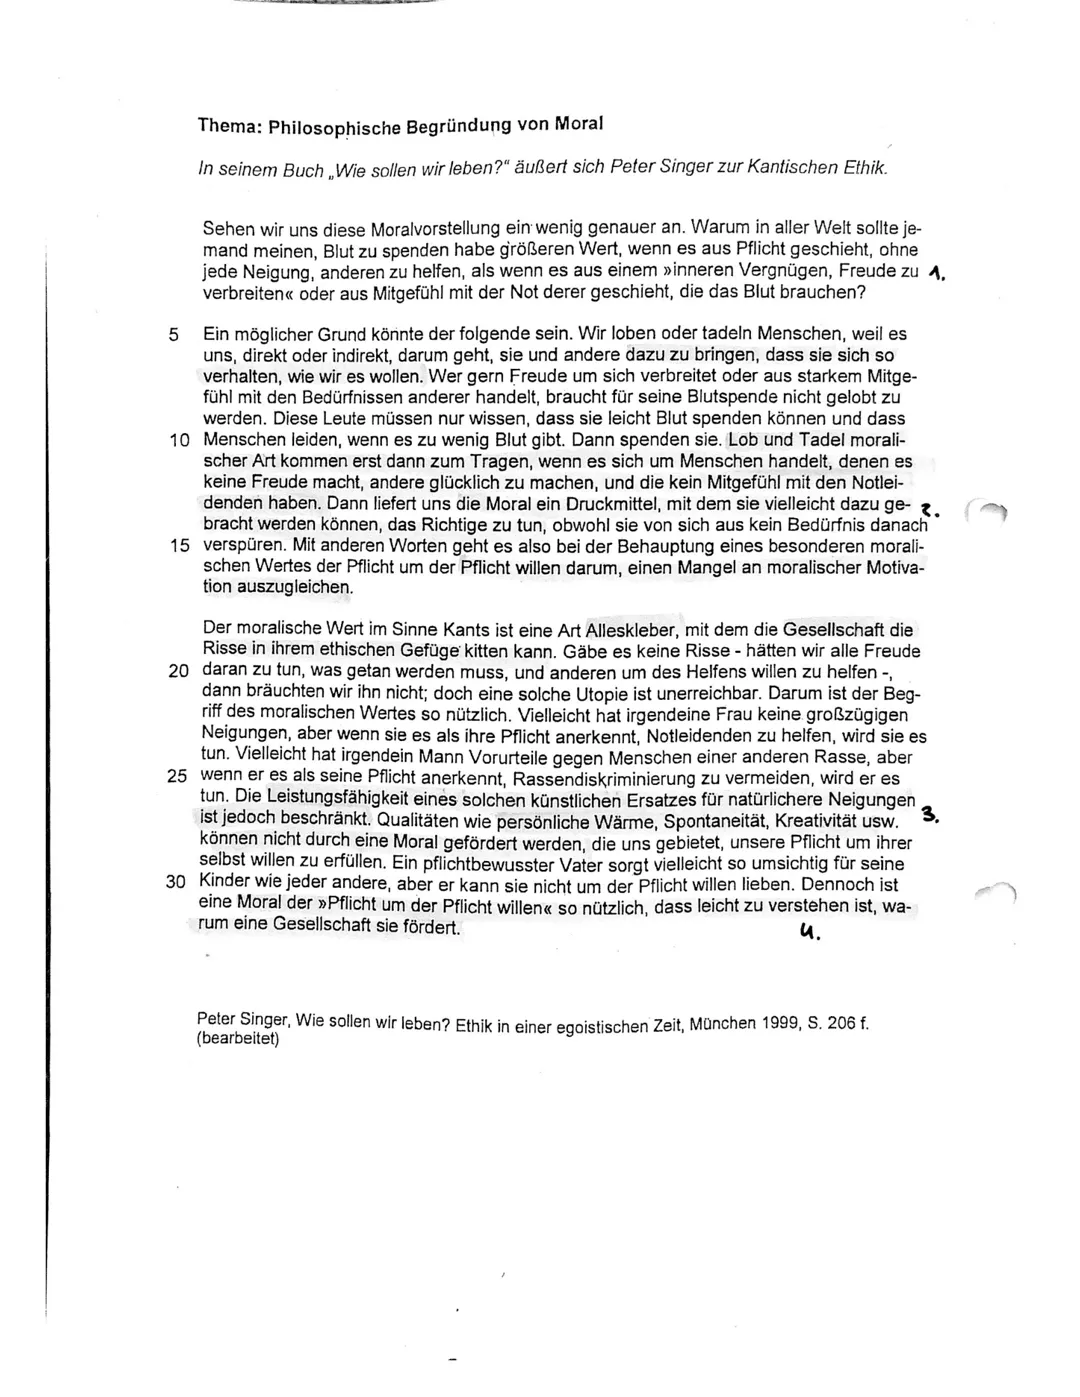 Thema: Philosophische Begründung von Moral
In seinem Buch „Wie sollen wir leben?" äußert sich Peter Singer zur Kantischen Ethik.
Sehen wir uns diese Moralvorstellung ein wenig genauer an. Warum in aller Welt sollte je-
mand meinen, Blut zu spenden habe größeren Wert, wenn es aus Pflicht geschieht, ohne
jede Neigung, anderen zu helfen, als wenn es aus einem »inneren Vergnügen, Freude zu 1.
verbreiten« oder aus Mitgefühl mit der Not derer geschieht, die das Blut brauchen?
5 Ein möglicher Grund könnte der folgende sein. Wir loben oder tadeln Menschen, weil es
uns, direkt oder indirekt, darum geht, sie und andere dazu zu bringen, dass sie sich so
verhalten, wie wir es wollen. Wer gern Freude um sich verbreitet oder aus starkem Mitge-
fühl mit den Bedürfnissen anderer handelt, braucht für seine Blutspende nicht gelobt zu
werden. Diese Leute müssen nur wissen, dass sie leicht Blut spenden können und dass
10 Menschen leiden, wenn es zu wenig Blut gibt. Dann spenden sie. Lob und Tadel morali-
scher Art kommen erst dann zum Tragen, wenn es sich um Menschen handelt, denen es
keine Freude macht, andere glücklich zu machen, und die kein Mitgefühl mit den Notlei-
denden haben. Dann liefert uns die Moral ein Druckmittel, mit dem sie vielleicht dazu ge- 2.
bracht werden können, das Richtige zu tun, obwohl sie von sich aus kein Bedürfnis danach
15 verspüren. Mit anderen Worten geht es also bei der Behauptung eines besonderen morali-
schen Wertes der Pflicht um der Pflicht willen darum, einen Mangel an moralischer Motiva-
tion auszugleichen.
Der moralische Wert im Sinne Kants ist eine Art Alleskleber, mit dem die Gesellschaft die
Risse in ihrem ethischen Gefüge kitten kann. Gäbe es keine Risse - hätten wir alle Freude
20 daran zu tun, was getan werden muss, und anderen um des Helfens willen zu helfen -,
dann bräuchten wir ihn nicht; doch eine solche Utopie ist unerreichbar. Darum ist der Beg-
riff des moralischen Wertes so nützlich. Vielleicht hat irgendeine Frau keine großzügigen
Neigungen, aber wenn sie es als ihre Pflicht anerkennt, Notleidenden zu helfen, wird sie es
tun. Vielleicht hat irgendein Mann Vorurteile gegen Menschen einer anderen Rasse, aber
25 wenn er es als seine Pflicht anerkennt, Rassendiskriminierung zu vermeiden, wird er es
tun. Die Leistungsfähigkeit eines solchen künstlichen Ersatzes für natürlichere Neigungen
ist jedoch beschränkt. Qualitäten wie persönliche Wärme, Spontaneität, Kreativität usw. 3.
können nicht durch eine Moral gefördert werden, die uns gebietet, unsere Pflicht um ihrer
selbst willen zu erfüllen. Ein pflichtbewusster Vater sorgt vielleicht so umsichtig für seine
30 Kinder wie jeder andere, aber er kann sie nicht um der Pflicht willen lieben. Dennoch ist
eine Moral der »Pflicht um der Pflicht willen« so nützlich, dass leicht zu verstehen ist, wa-
rum eine Gesellschaft sie fördert. 4.
Peter Singer, Wie sollen wir leben? Ethik in einer egoistischen Zeit, München 1999, S. 206 f.
(bearbeitet)